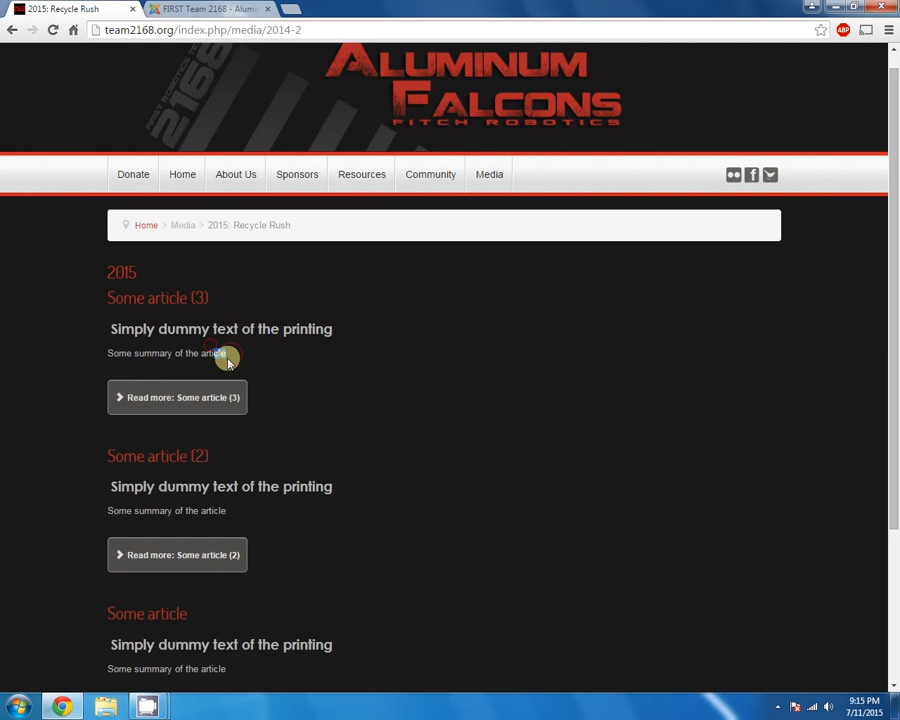 2015: Recycle Rush
FIRST Team 2168 - Alumi
team2168.org/index.php/media/2014-2
ABP
FIRST ROBOTICS
2168
ALUMINUM
FALCONS
FITCH ROBOTICS
Donate
Home
About Us
Sponsors
Resources
Community
Media
Home > Media > 2015: Recycle Rush
2015
Some article (3)
Simply dummy text of the printing
Some summary of the article
Read more: Some article (3)
Some article (2)
Simply dummy text of the printing
Some summary of the article
Read more: Some article (2)
Some article
Simply dummy text of the printing
Some summary of the article
9:15 PM
7/11/2015